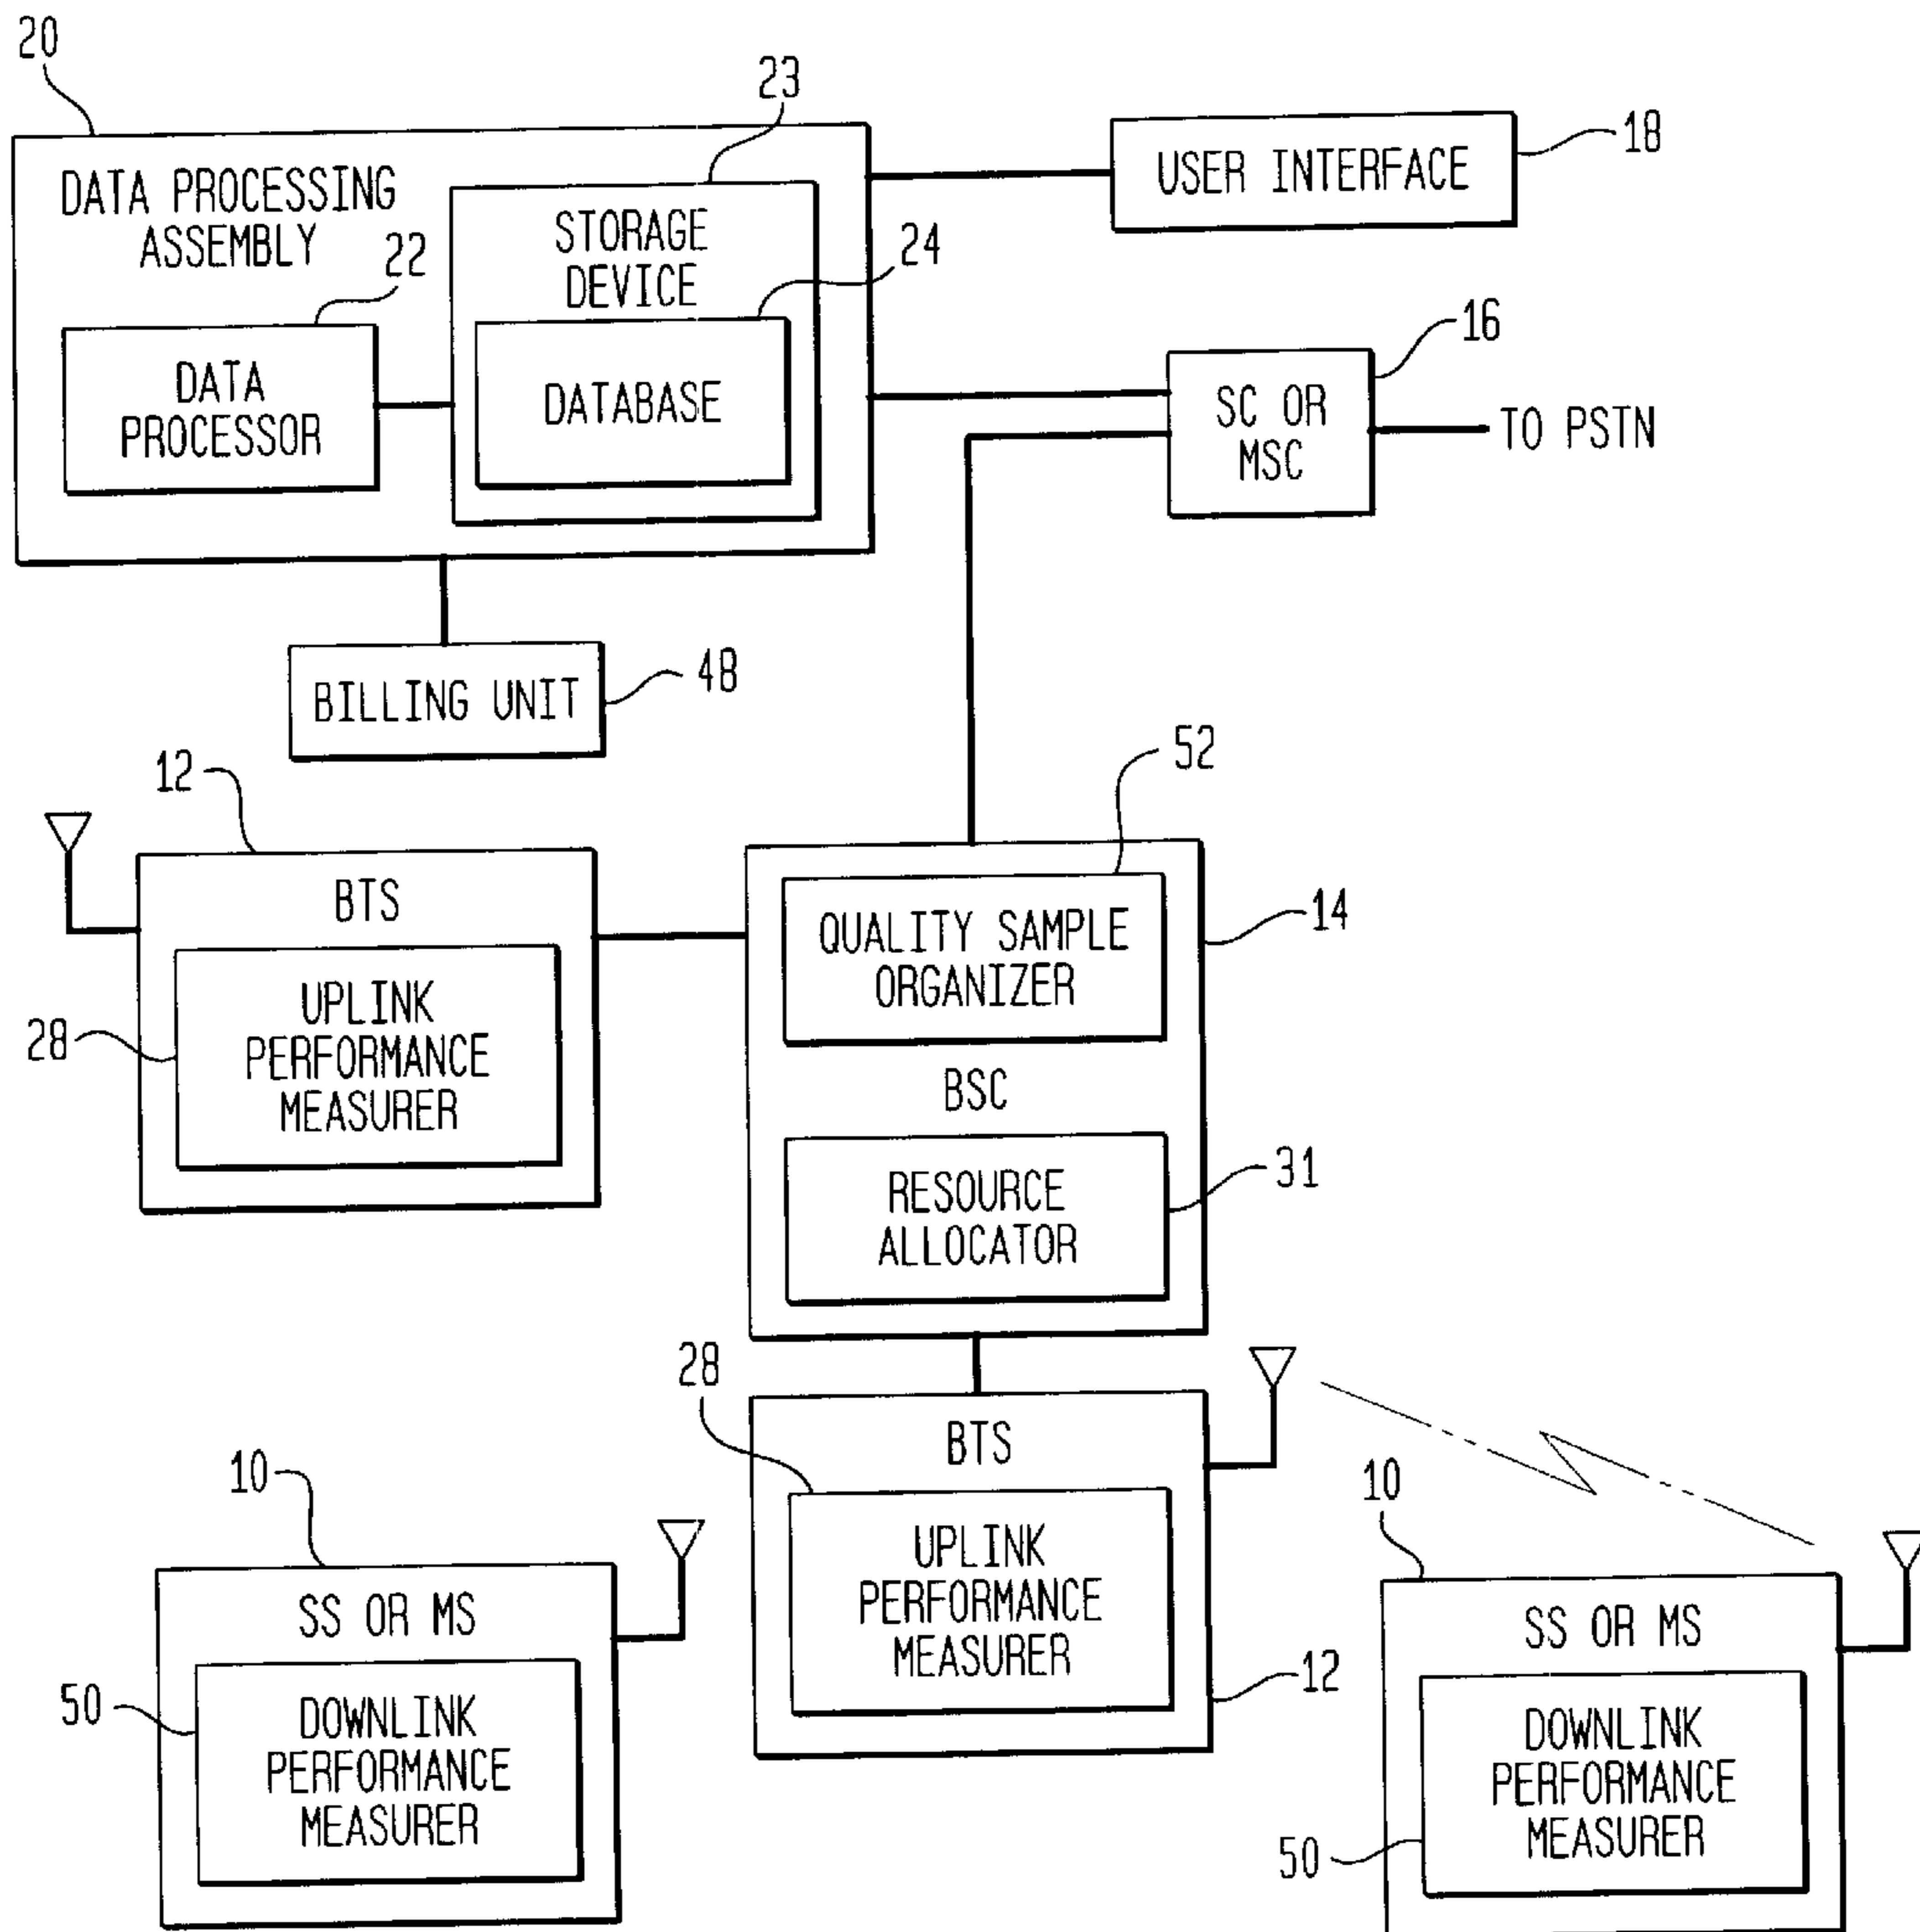 20
23
18
DATA PROCESSING
ASSEMBLY
USER INTERFACE
STORAGE
DEVICE
22
24
DATA
PROCESSOR
DATABASE
16
SC OR
MSC
TO PSTN
BILLING UNIT
48
12
52
BTS
QUALITY SAMPLE
ORGANIZER
14
28
UPLINK
PERFORMANCE
MEASURER
BSC
RESOURCE
ALLOCATOR
31
28
BTS
10
10
UPLINK
PERFORMANCE
MEASURER
12
SS OR MS
SS OR MS
50
DOWNLINK
PERFORMANCE
MEASURER
DOWNLINK
PERFORMANCE
MEASURER
50